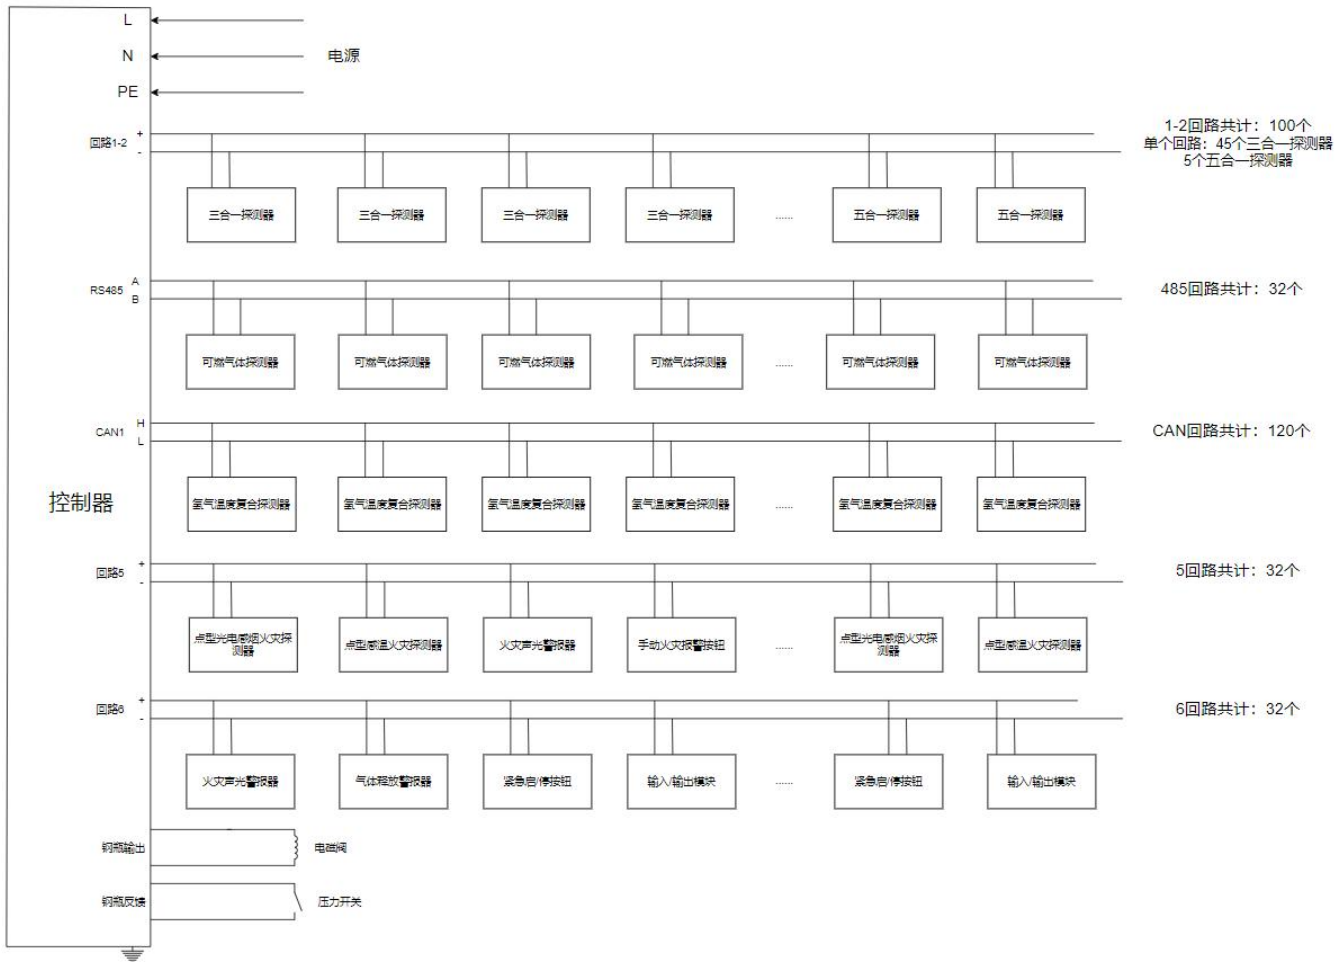 L
N
电源
PE
1-2回路共计：100个
单个回路：45个三合一探测器
5个五合一探测器
回路1-2
+
-
三合一探测器
三合一探测器
三合一探测器
三合一探测器
......
五合一探测器
五合一探测器
RS485
A
B
485回路共计：32个
可燃气体探测器
可燃气体探测器
可燃气体探测器
可燃气体探测器
......
可燃气体探测器
可燃气体探测器
CAN1
H
L
CAN回路共计：120个
控制器
氢气温度复合探测器
氢气温度复合探测器
氢气温度复合探测器
氢气温度复合探测器
......
氢气温度复合探测器
氢气温度复合探测器
回路5
+
-
5回路共计：32个
点型光电感烟火灾探
测器
点型感温火灾探测器
火灾声光警报器
手动火灾报警按钮
......
点型光电感烟火灾探
测器
点型感温火灾探测器
回路6
+
-
6回路共计：32个
火灾声光警报器
气体释放警报器
紧急启/停按钮
输入/输出模块
......
紧急启/停按钮
输入/输出模块
钢瓶输出
电磁阀
钢瓶反馈
压力开关